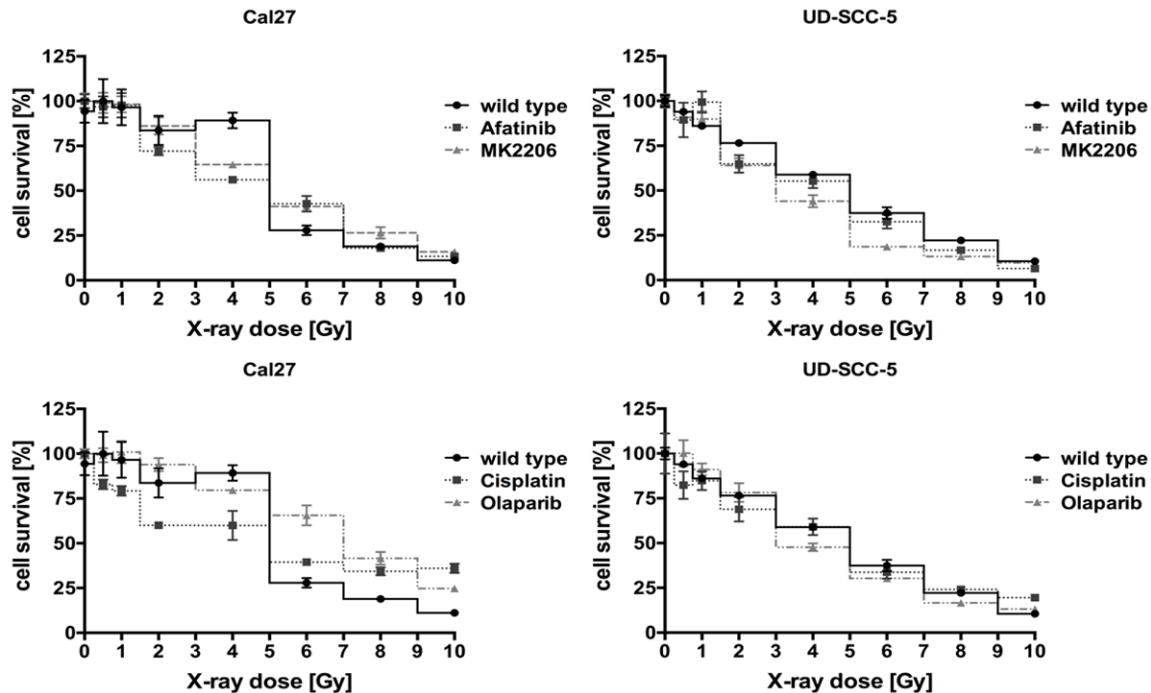 Cal27
125
100
75
50
25
0
cell survival [%]
wild type
Afatinib
MK2206
0 1 2 3 4 5 6 7 8 9 10
X-ray dose [Gy]
UD-SCC-5
125
100
75
50
25
0
cell survival [%]
wild type
Afatinib
MK2206
0 1 2 3 4 5 6 7 8 9 10
X-ray dose [Gy]
Cal27
125
100
75
50
25
0
cell survival [%]
wild type
Cisplatin
Olaparib
0 1 2 3 4 5 6 7 8 9 10
X-ray dose [Gy]
UD-SCC-5
125
100
75
50
25
0
cell survival [%]
wild type
Cisplatin
Olaparib
0 1 2 3 4 5 6 7 8 9 10
X-ray dose [Gy]